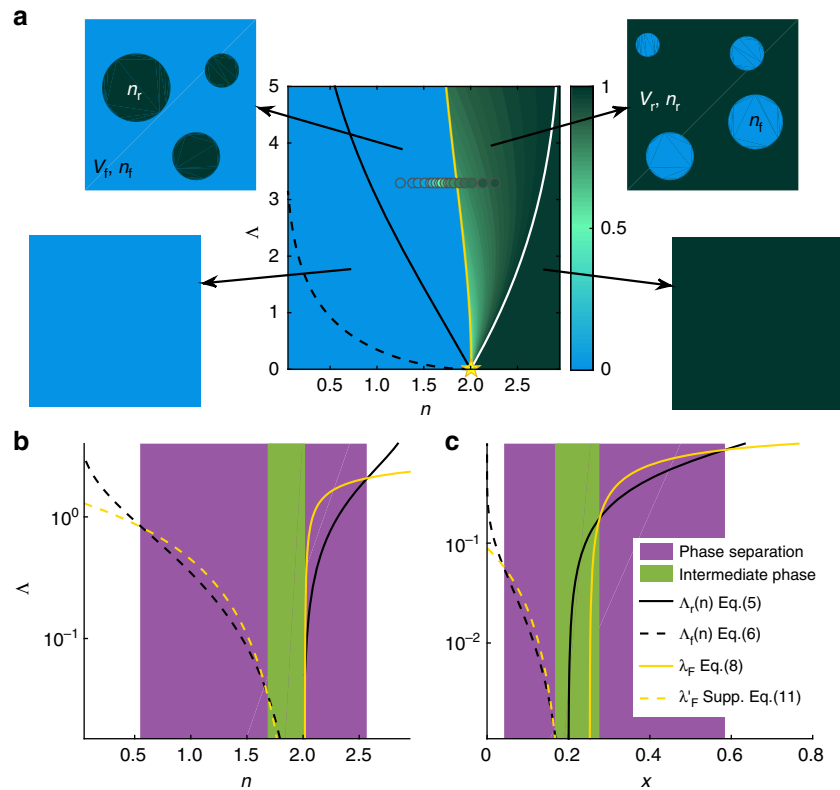 a
n_r
V_f, n_f
V_r, n_r
n_f
5
4
3
2
1
0
Λ
0.5 1.0 1.5 2.0 2.5
n
1
0.5
0
b
10^0
10^−1
Λ
0.5 1.0 1.5 2.0 2.5
n
c
10^−1
10^−2
0 0.2 0.4 0.6 0.8
x
Phase separation
Intermediate phase
Λ_r(n) Eq.(5)
Λ_f(n) Eq.(6)
λ_F Eq.(8)
λ'_F Supp. Eq.(11)